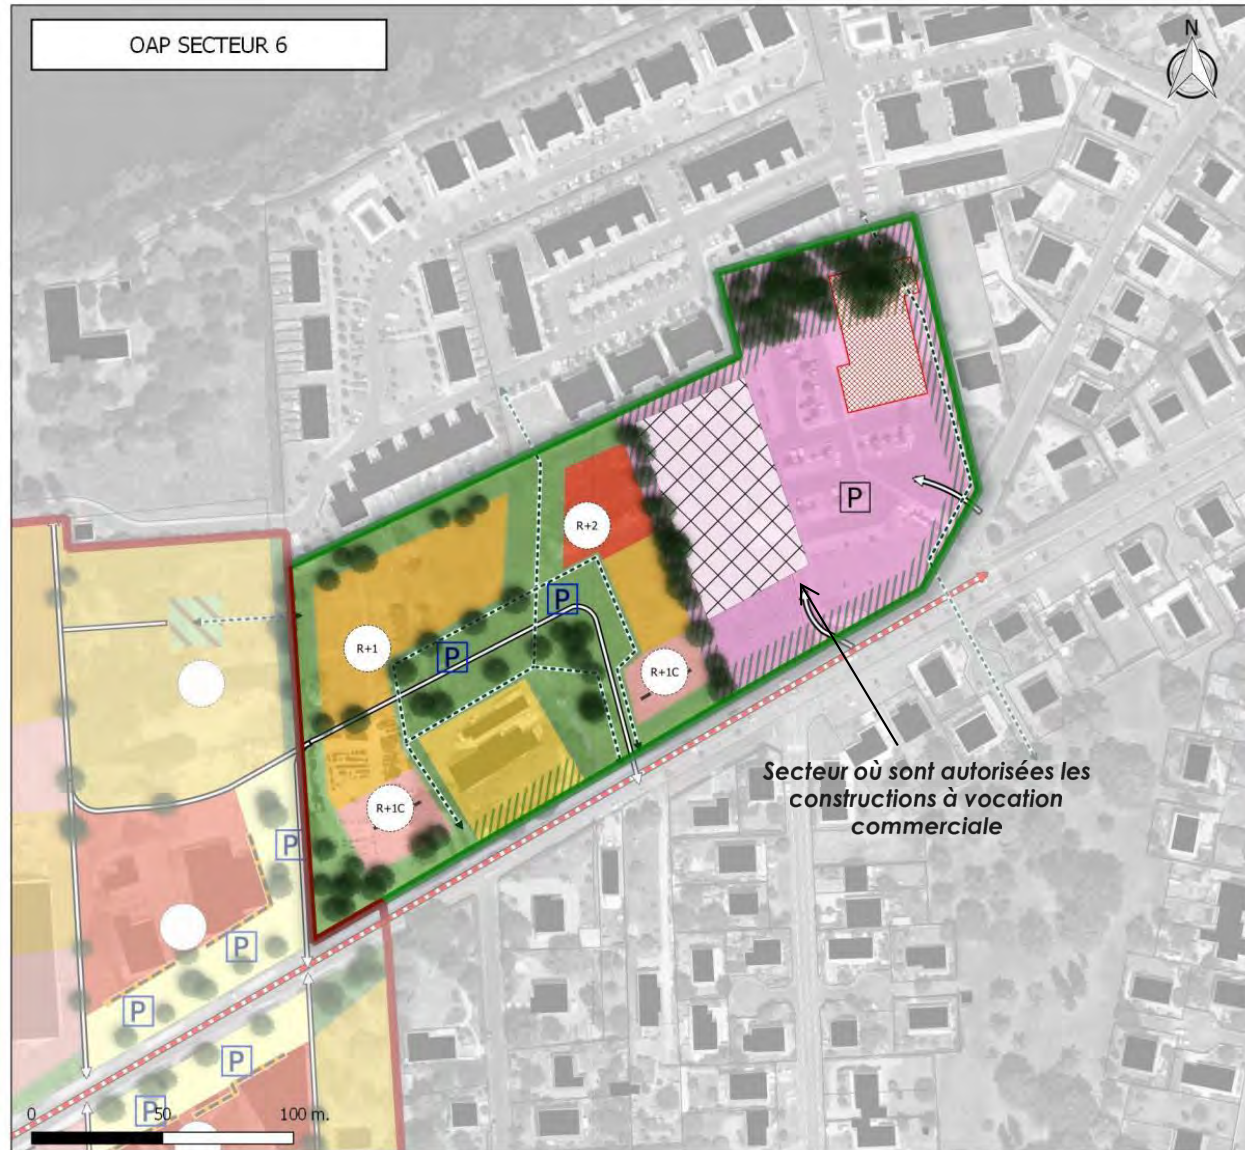 OAP SECTEUR 6
N
R+2
P
P
P
R+1
R+1C
R+1C
Secteur où sont autorisées les
constructions à vocation
commerciale
P
P
P
P
P
0 50 100 m.